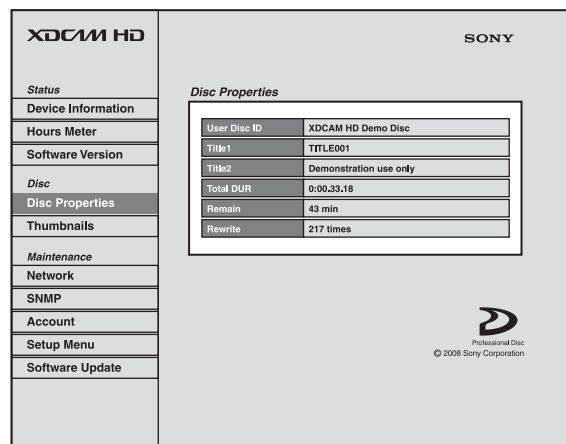 XDCAM HD
SONY
Status
Device Information
Hours Meter
Software Version
Disc
Disc Properties
Thumbnails
Maintenance
Network
SNMP
Account
Setup Menu
Software Update
Disc Properties
User Disc ID XDCAM HD Demo Disc
Title1 TITLE001
Title2 Demonstration use only
Total DUR 0:00.33.18
Remain 43 min
Rewrite 217 times
Professional Disc
© 2008 Sony Corporation